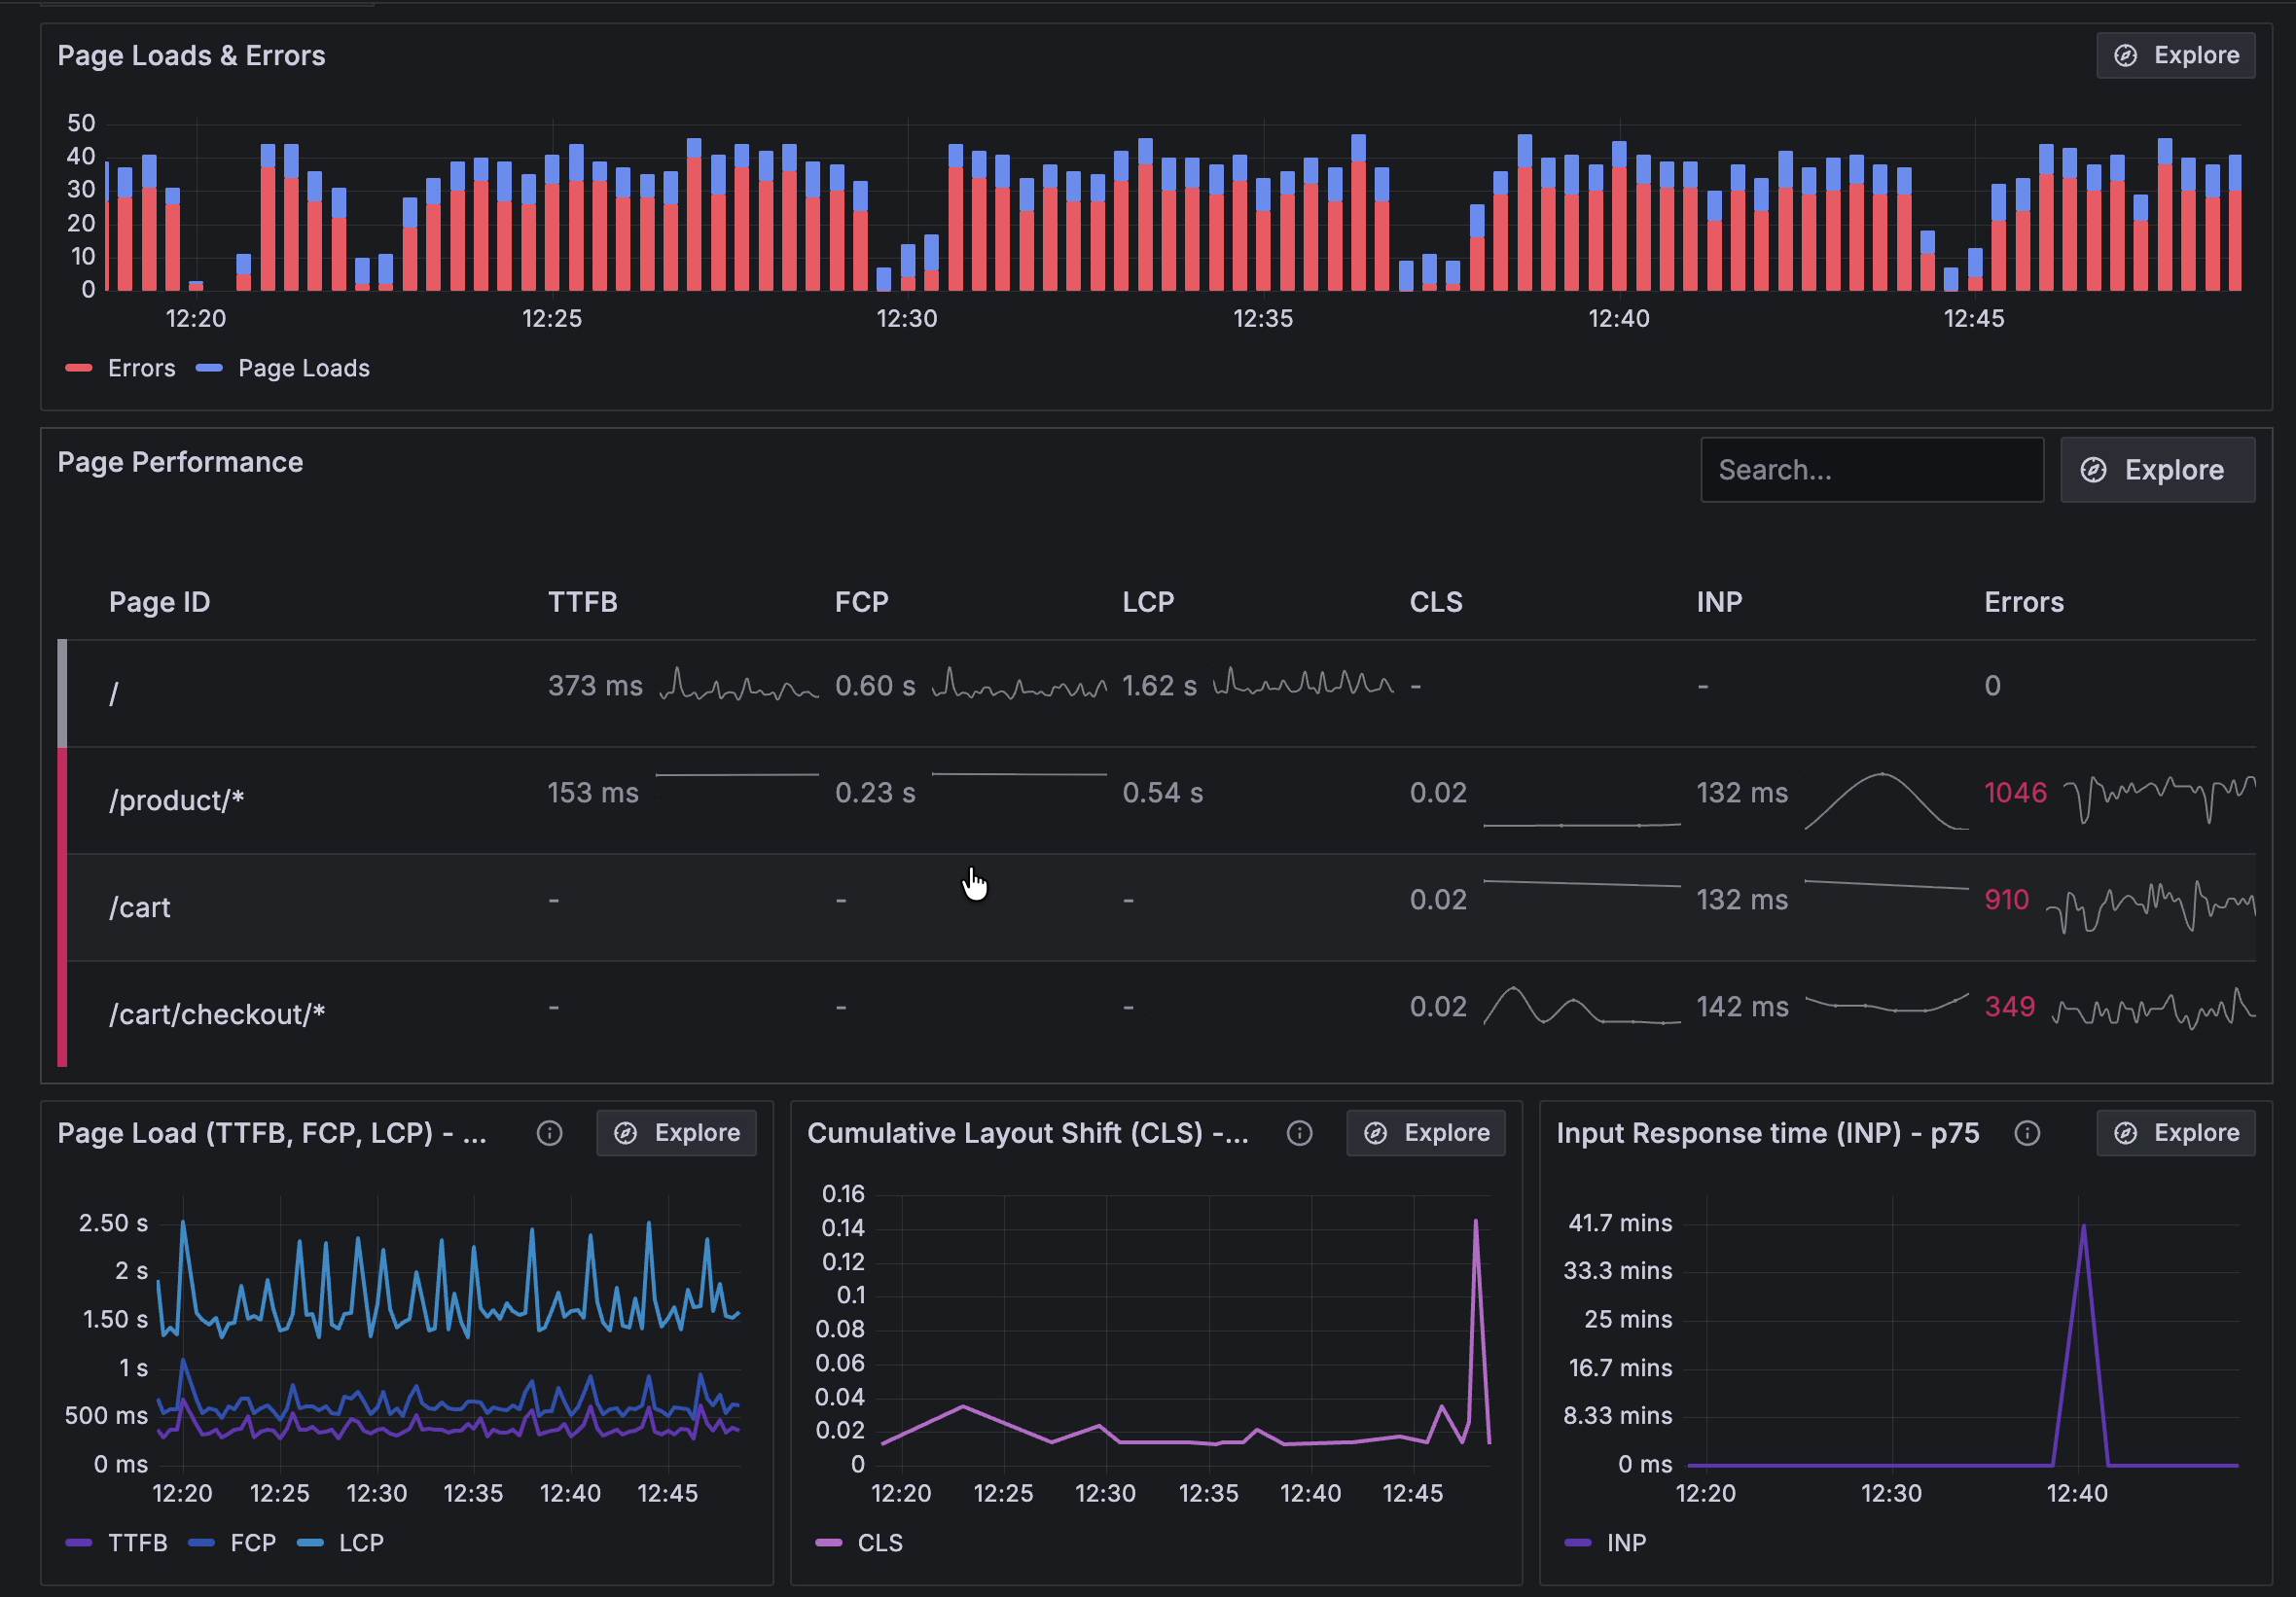 Page Loads & Errors
Explore
50
40
30
20
10
0
12:20 12:25 12:30 12:35 12:40 12:45
Errors Page Loads
Page Performance
Search...
Explore
Page ID TTFB FCP LCP CLS INP Errors
/ 373 ms 0.60 s 1.62 s - - 0
/product/* 153 ms 0.23 s 0.54 s 0.02 132 ms 1046
/cart - - - 0.02 132 ms 910
/cart/checkout/* - - - 0.02 142 ms 349
Page Load (TTFB, FCP, LCP) - ...
Explore
2.50 s
2 s
1.50 s
1 s
500 ms
0 ms
12:20 12:25 12:30 12:35 12:40 12:45
TTFB FCP LCP
Cumulative Layout Shift (CLS) -...
Explore
0.16
0.14
0.12
0.1
0.08
0.06
0.04
0.02
0
12:20 12:25 12:30 12:35 12:40 12:45
CLS
Input Response time (INP) - p75
Explore
41.7 mins
33.3 mins
25 mins
16.7 mins
8.33 mins
0 ms
12:20 12:30 12:40
INP